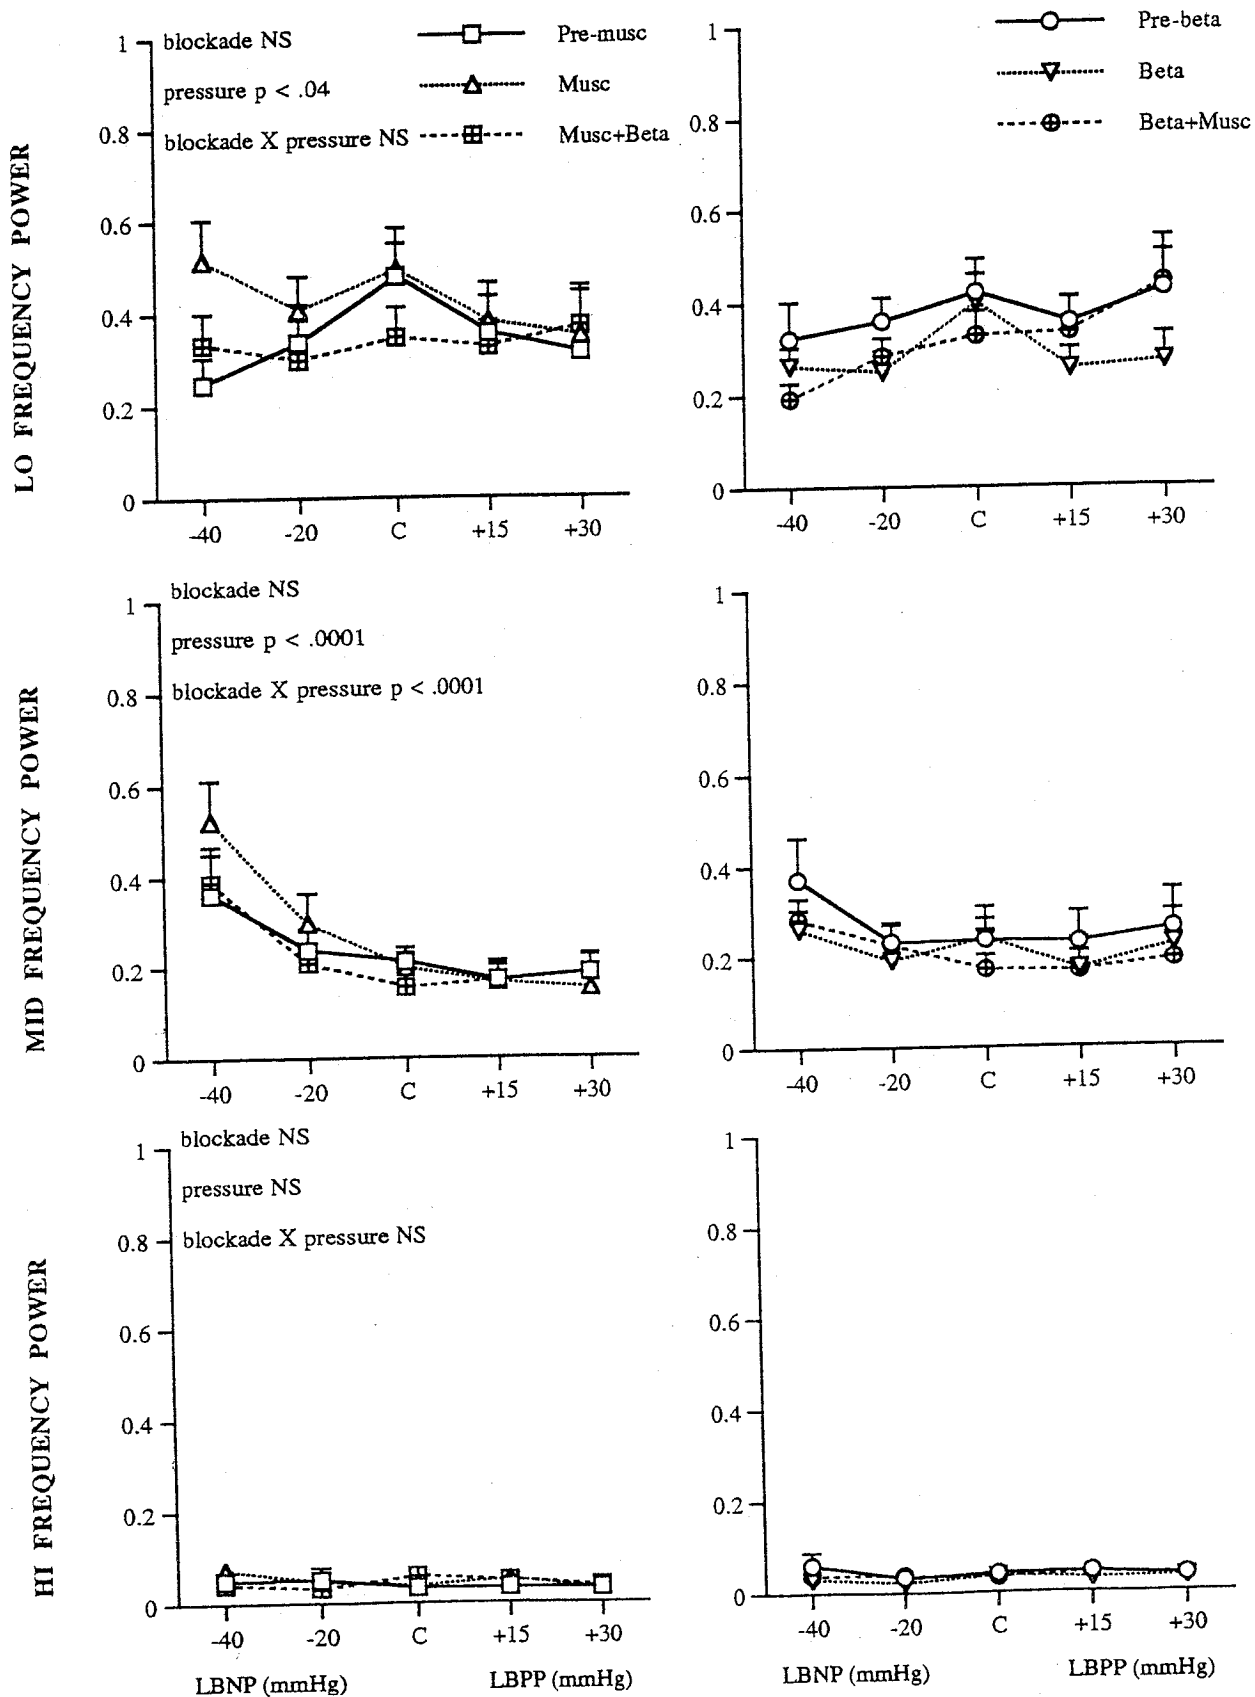 LO FREQUENCY POWER
1
0.8
0.6
0.4
0.2
0
blockade NS
pressure p < .04
blockade X pressure NS
Pre-musc
Musc
Musc+Beta
-40
-20
C
+15
+30
1
0.8
0.6
0.4
0.2
0
Pre-beta
Beta
Beta+Musc
-40
-20
C
+15
+30
MID FREQUENCY POWER
1
0.8
0.6
0.4
0.2
0
blockade NS
pressure p < .0001
blockade X pressure p < .0001
-40
-20
C
+15
+30
1
0.8
0.6
0.4
0.2
0
-40
-20
C
+15
+30
HI FREQUENCY POWER
1
0.8
0.6
0.4
0.2
0
blockade NS
pressure NS
blockade X pressure NS
-40
-20
C
+15
+30
LBNP (mmHg)
LBPP (mmHg)
1
0.8
0.6
0.4
0.2
0
-40
-20
C
+15
+30
LBNP (mmHg)
LBPP (mmHg)